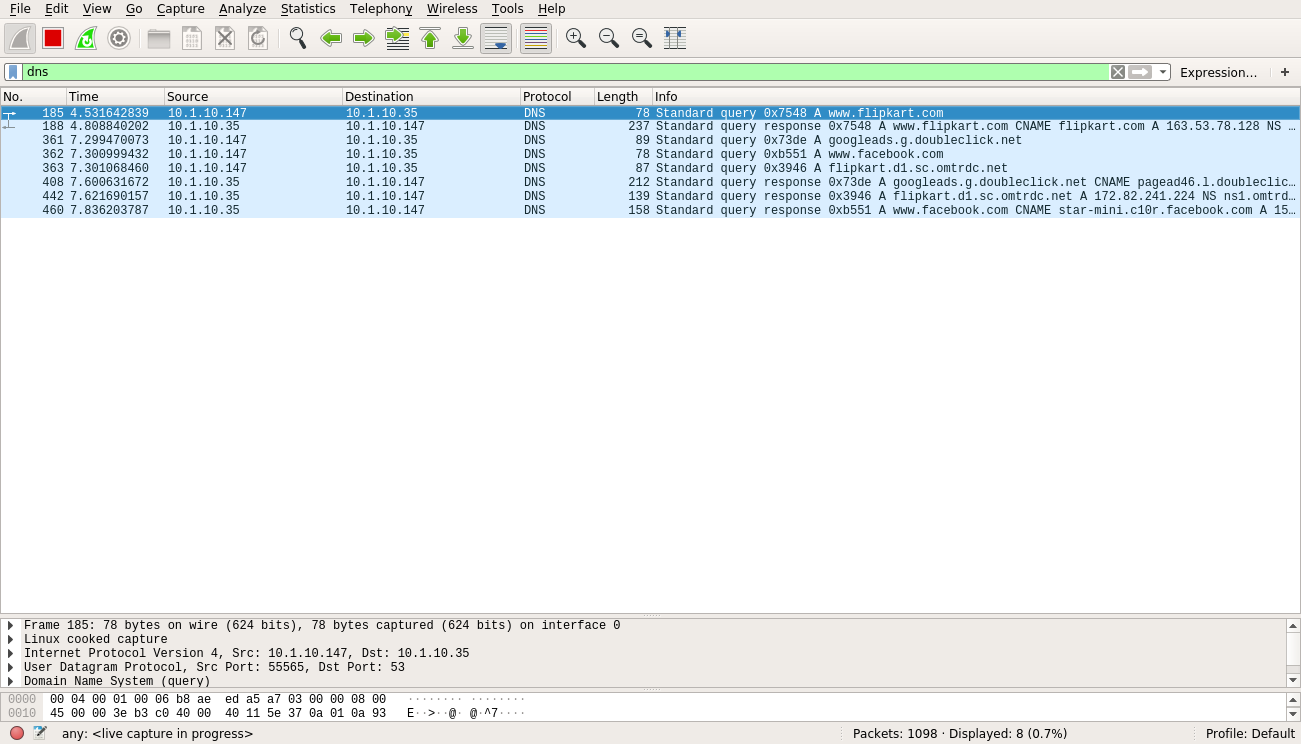 File Edit View Go Capture Analyze Statistics Telephony Wireless Tools Help
dns Expression… +
No. Time Source Destination Protocol Length Info
185 4.531642839 10.1.10.147 10.1.10.35 DNS 78 Standard query 0x7548 A www.flipkart.com
188 4.808840202 10.1.10.35 10.1.10.147 DNS 237 Standard query response 0x7548 A www.flipkart.com CNAME flipkart.com A 163.53.78.128 NS …
361 7.299470073 10.1.10.147 10.1.10.35 DNS 89 Standard query 0x73de A googleads.g.doubleclick.net
362 7.300999432 10.1.10.147 10.1.10.35 DNS 78 Standard query 0xb551 A www.facebook.com
363 7.301068460 10.1.10.147 10.1.10.35 DNS 87 Standard query 0x3946 A flipkart.d1.sc.omtrdc.net
408 7.600631672 10.1.10.35 10.1.10.147 DNS 212 Standard query response 0x73de A googleads.g.doubleclick.net CNAME pagead46.l.doubleclic…
442 7.621690157 10.1.10.35 10.1.10.147 DNS 139 Standard query response 0x3946 A flipkart.d1.sc.omtrdc.net A 172.82.241.224 NS ns1.omtrd…
460 7.836203787 10.1.10.35 10.1.10.147 DNS 158 Standard query response 0xb551 A www.facebook.com CNAME star-mini.c10r.facebook.com A 15…
Frame 185: 78 bytes on wire (624 bits), 78 bytes captured (624 bits) on interface 0
Linux cooked capture
Internet Protocol Version 4, Src: 10.1.10.147, Dst: 10.1.10.35
User Datagram Protocol, Src Port: 55565, Dst Port: 53
Domain Name System (query)
0000 00 04 00 01 00 06 b8 ae ed a5 a7 03 00 00 08 00 ········ ········
0010 45 00 00 3e b3 c0 40 00 40 11 5e 37 0a 01 0a 93 E··>··@· @·^7····
any: <live capture in progress> Packets: 1098 · Displayed: 8 (0.7%) Profile: Default